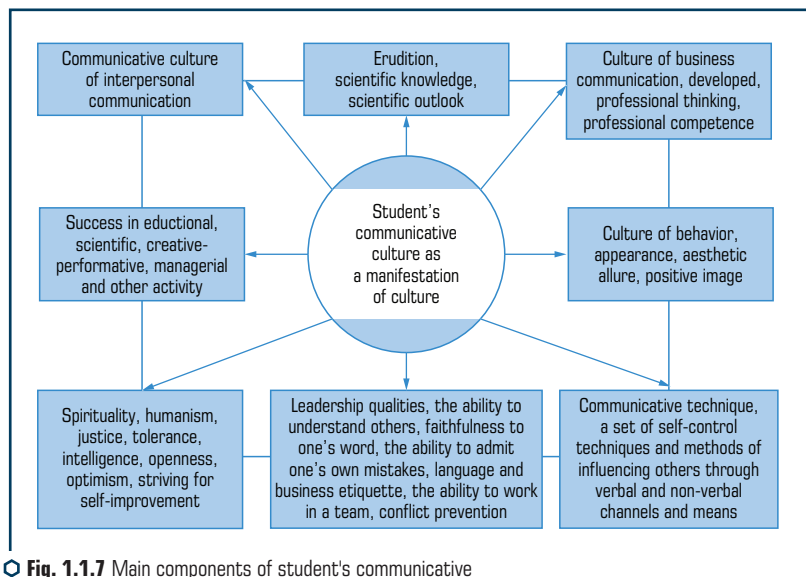 Communicative culture
of interpersonal
communication
Erudition,
scientific knowledge,
scientific outlook
Culture of business
communication, developed,
professional thinking,
professional competence
Success in eductional,
scientific, creative-
performative, managerial
and other activity
Student's
communicative
culture as
a manifestation
of culture
Culture of behavior,
appearance, aesthetic
allure, positive image
Spirituality, humanism,
justice, tolerance,
intelligence, openness,
optimism, striving for
self-improvement
Leadership qualities, the ability to
understand others, faithfulness to
one's word, the ability to admit
one's own mistakes, language and
business etiquette, the ability to work
in a team, conflict prevention
Communicative technique,
a set of self-control
techniques and methods of
influencing others through
verbal and non-verbal
channels and means
Fig. 1.1.7 Main components of student's communicative